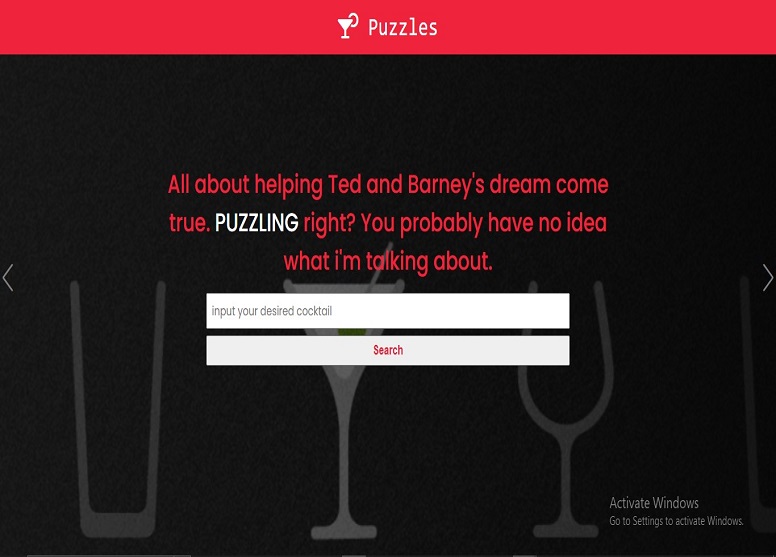 Puzzles
All about helping Ted and Barney's dream come
true. PUZZLING right? You probably have no idea
what i'm talking about.
input your desired cocktail
Search
Activate Windows
Go to Settings to activate Windows.